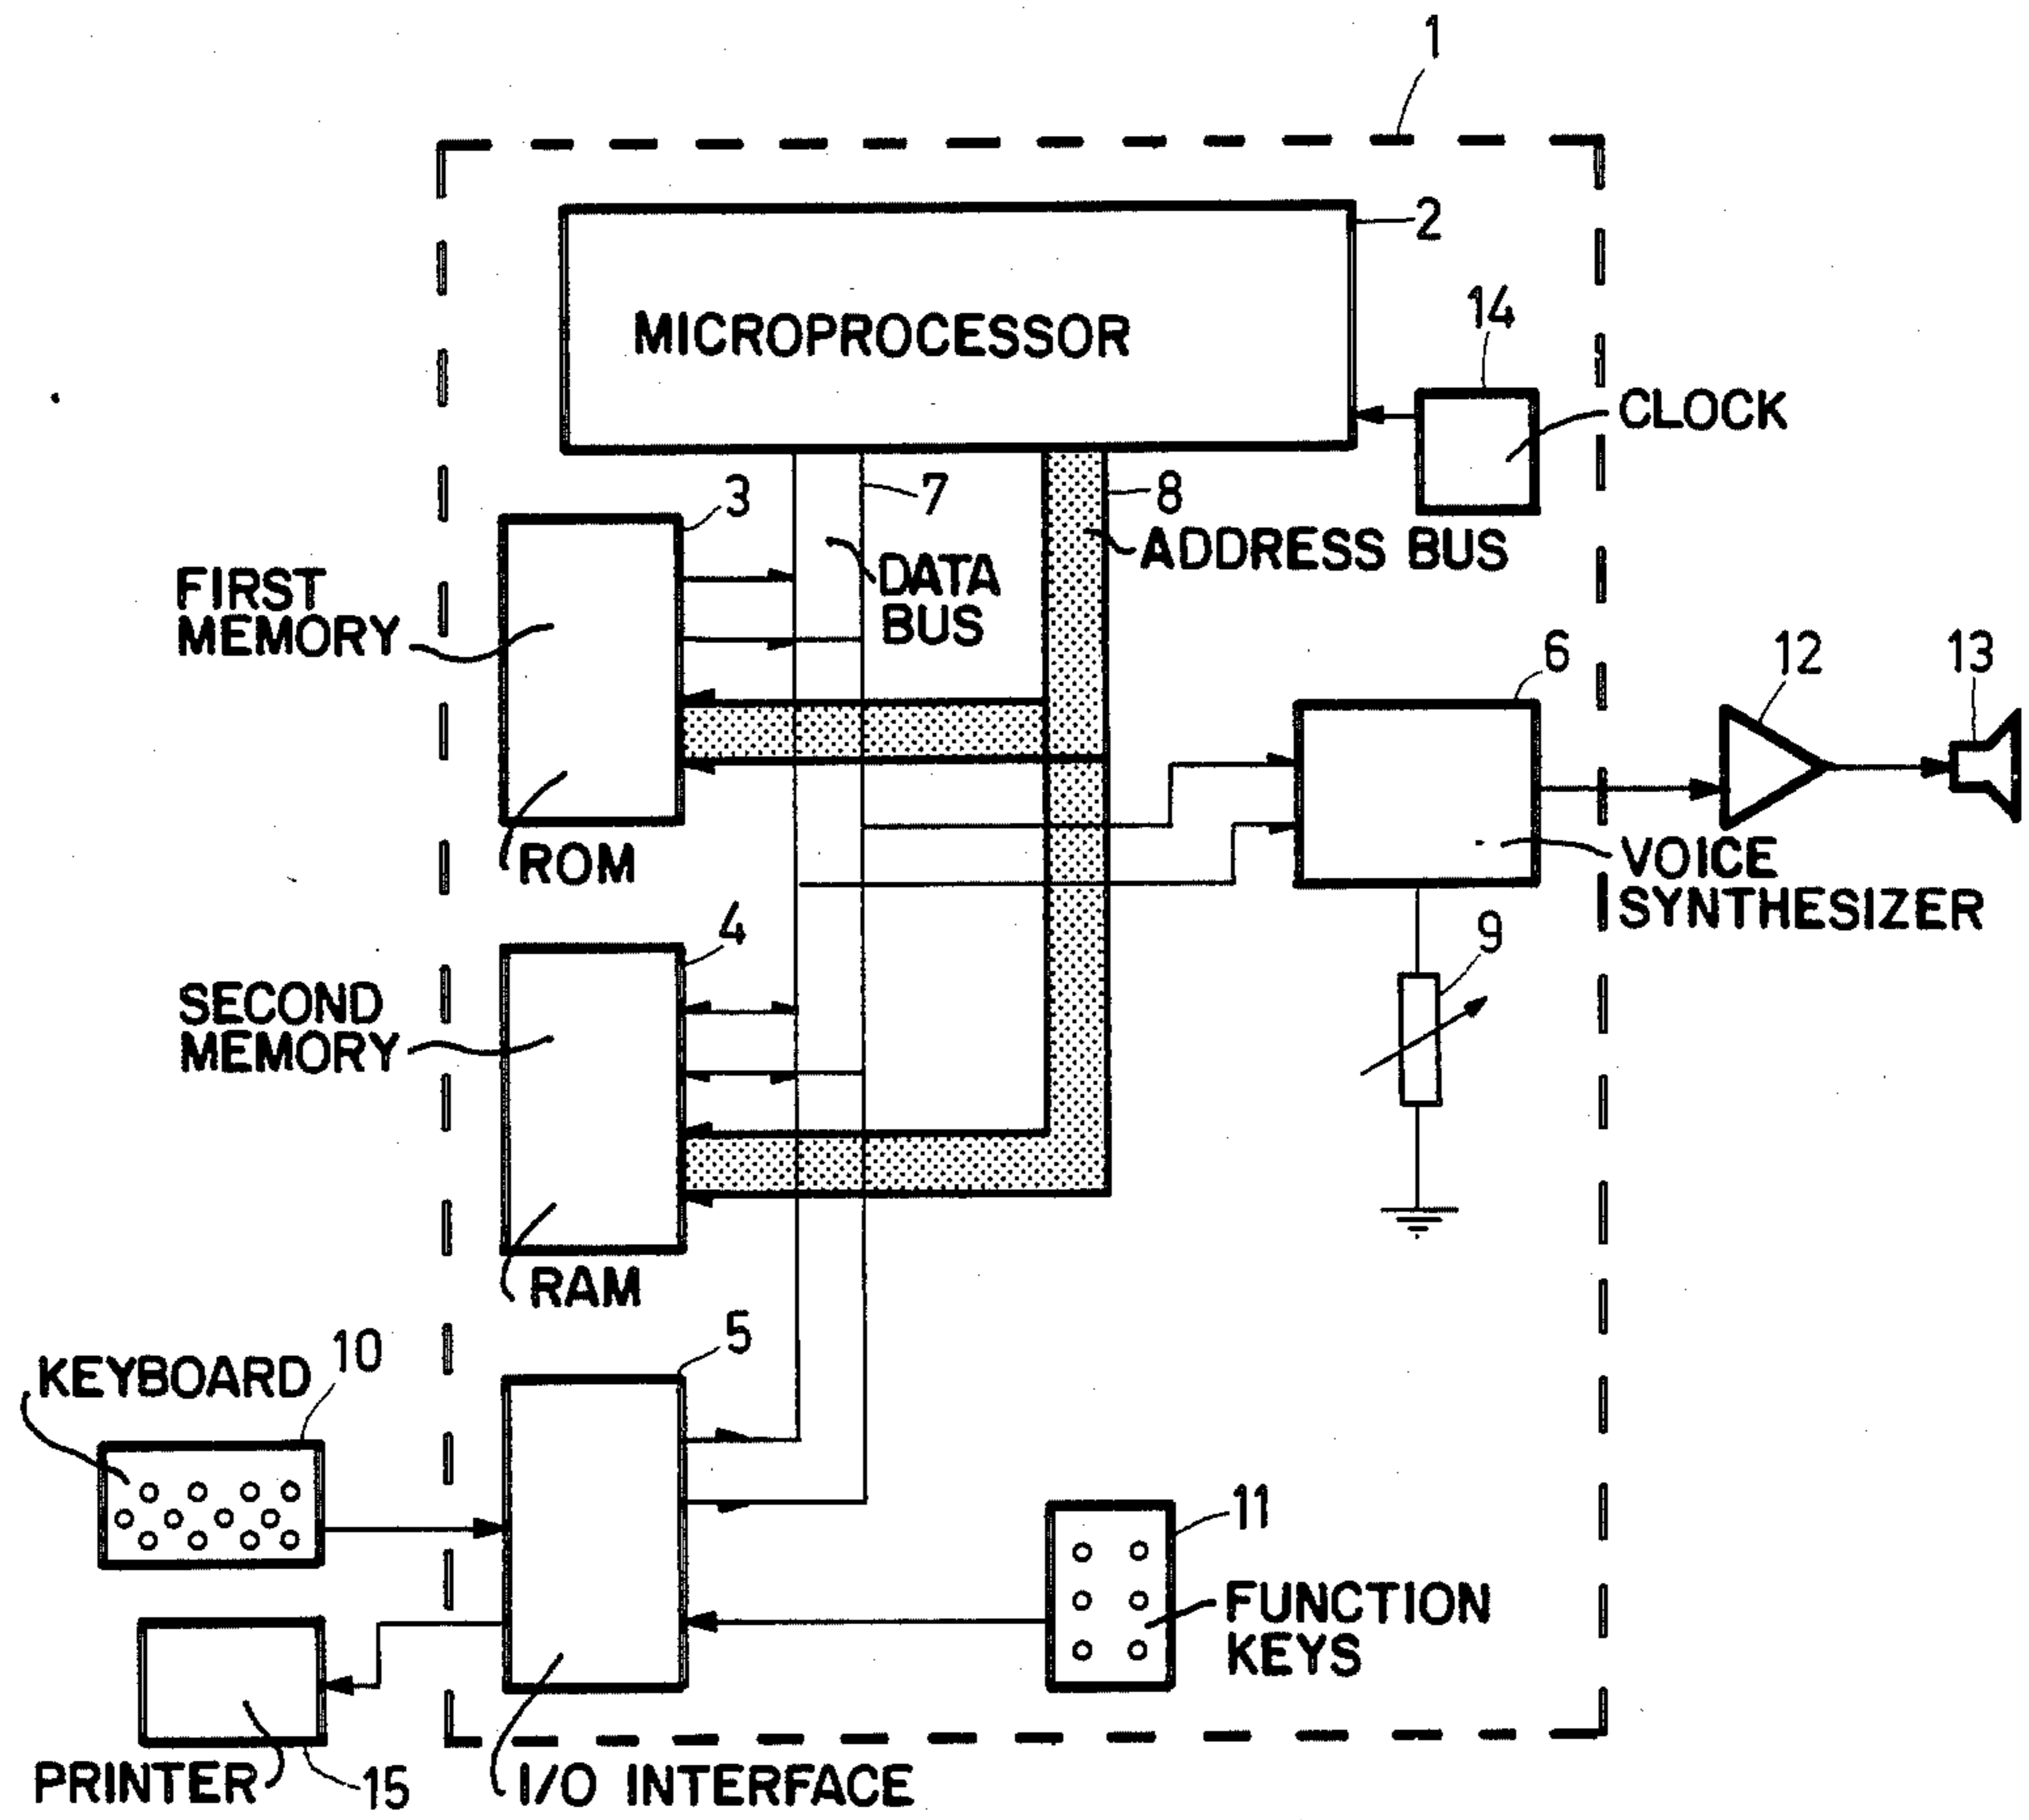 1
2
MICROPROCESSOR
14
CLOCK
3
7
8
ADDRESS BUS
DATA
BUS
FIRST
MEMORY
6
12
13
ROM
VOICE
SYNTHESIZER
4
9
SECOND
MEMORY
RAM
5
KEYBOARD
10
11
FUNCTION
KEYS
PRINTER
15
I/O INTERFACE